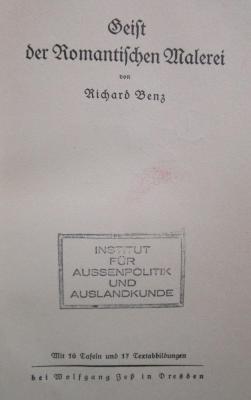 Geist
der Romantischen Malerei
von
Richard Benz
INSTITUT
FÜR
AUSSENPOLITIK
UND
AUSLANDKUNDE
Mit 16 Tafeln und 17 Textabbildungen
bei Wolfgang Jeß in Dresden